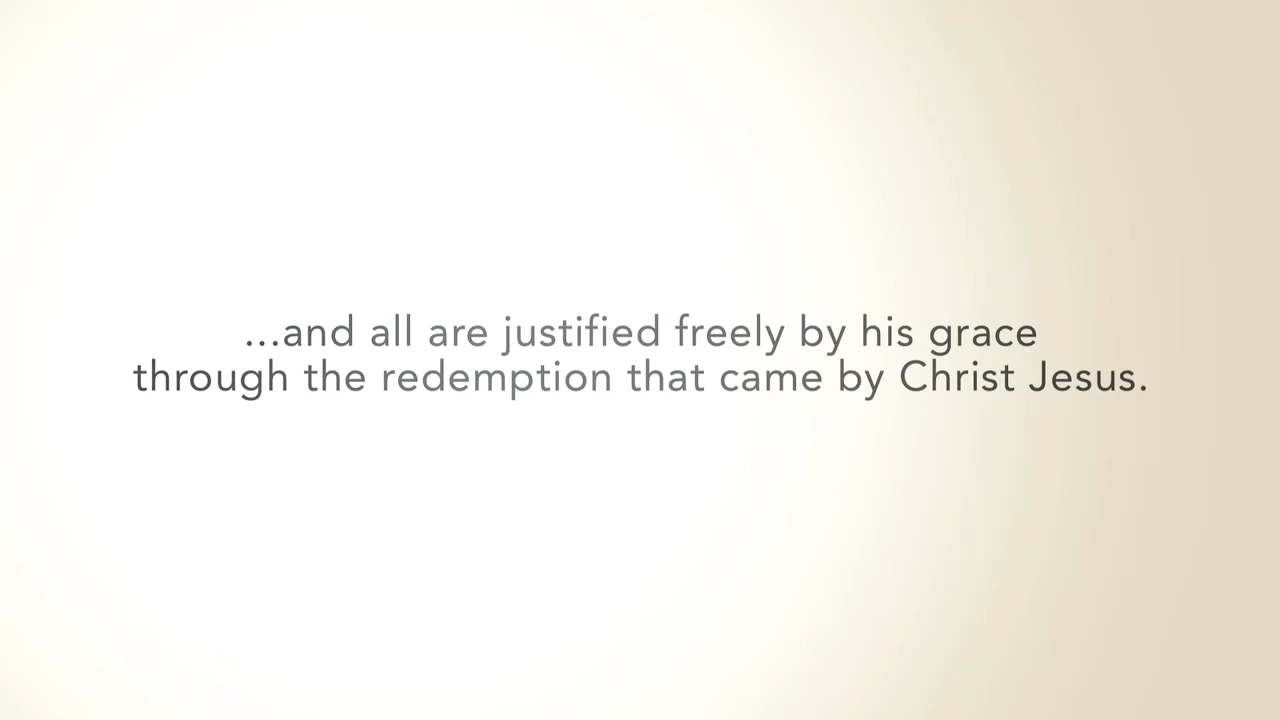 ...and all are justified freely by his grace
through the redemption that came by Christ Jesus.